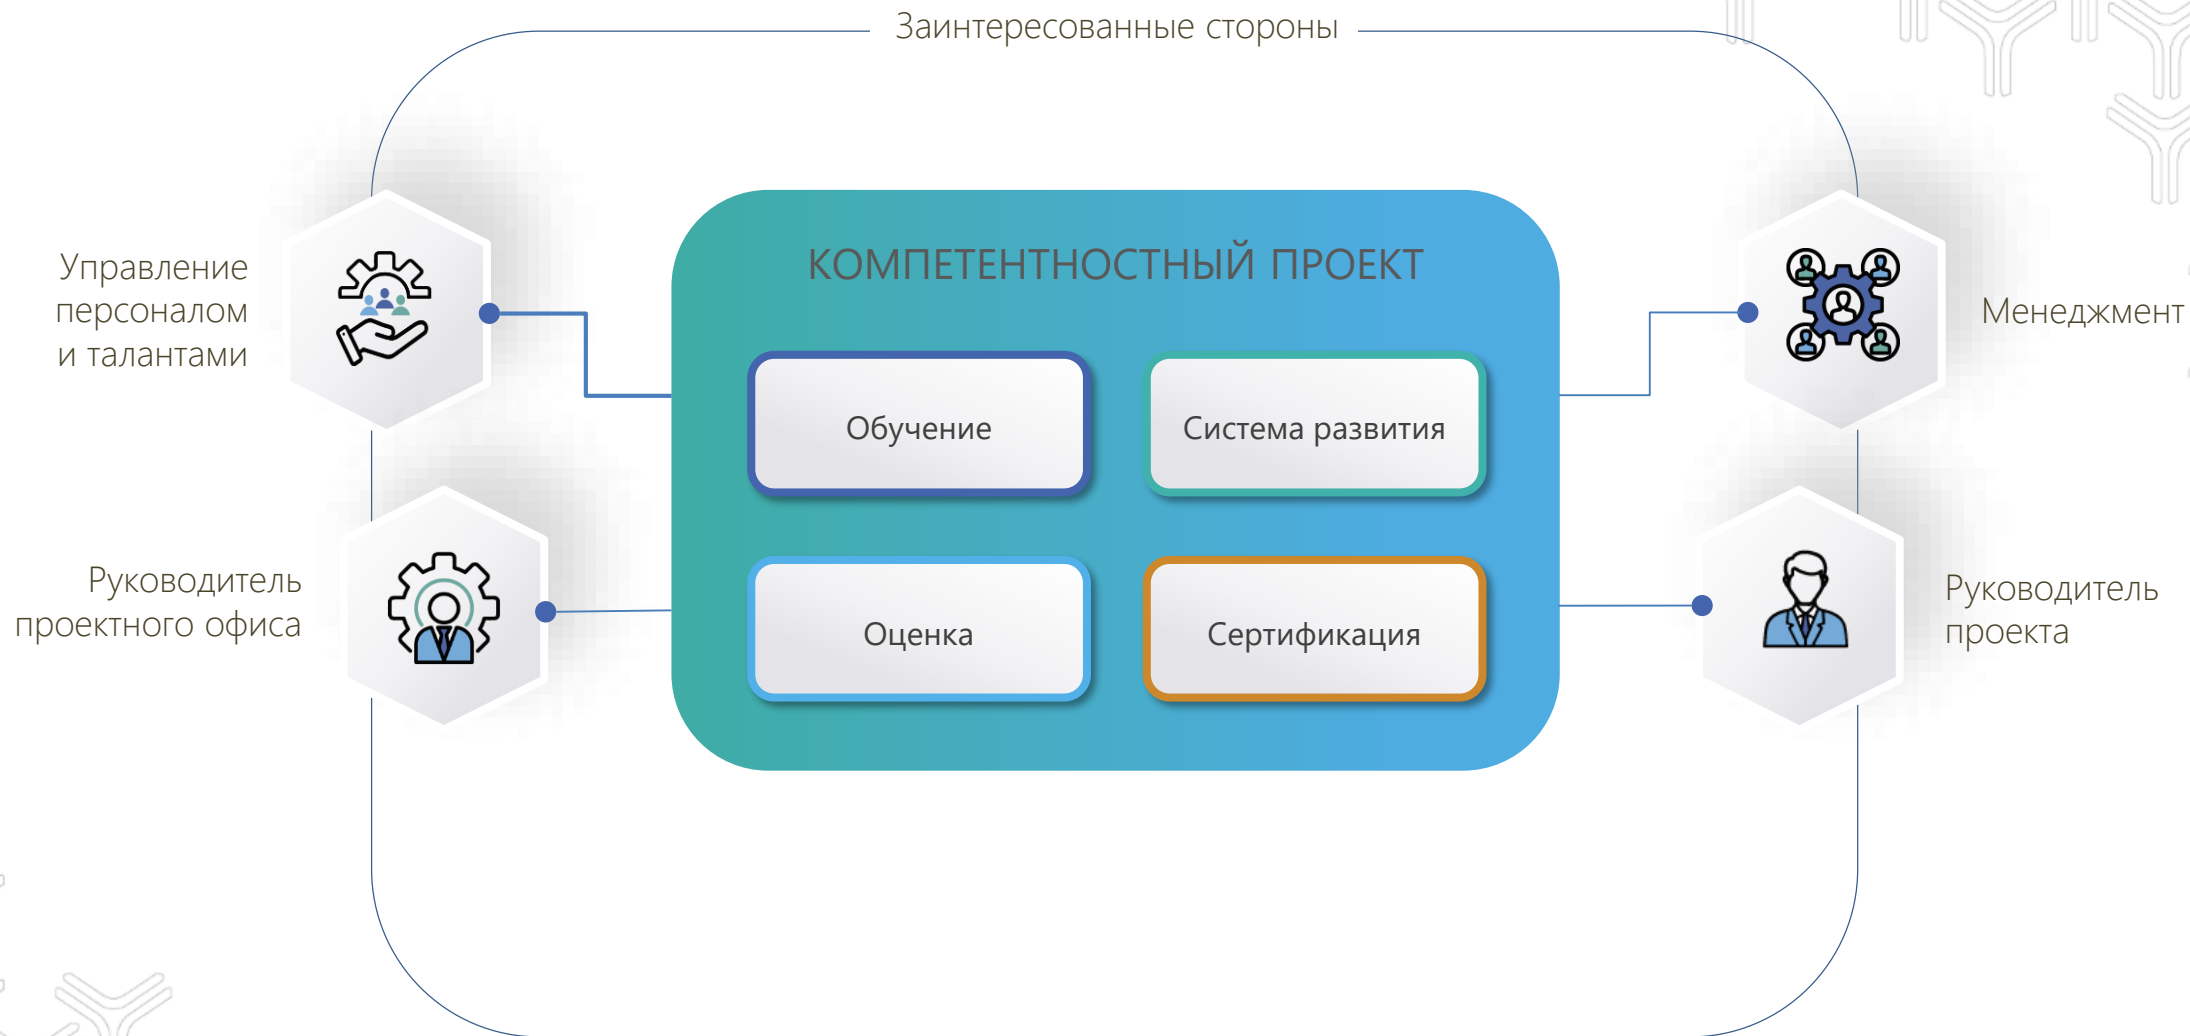 Заинтересованные стороны
Управление
персоналом
и талантами
Руководитель
проектного офиса
КОМПЕТЕНТНОСТНЫЙ ПРОЕКТ
Обучение
Система развития
Оценка
Сертификация
Менеджмент
Руководитель
проекта